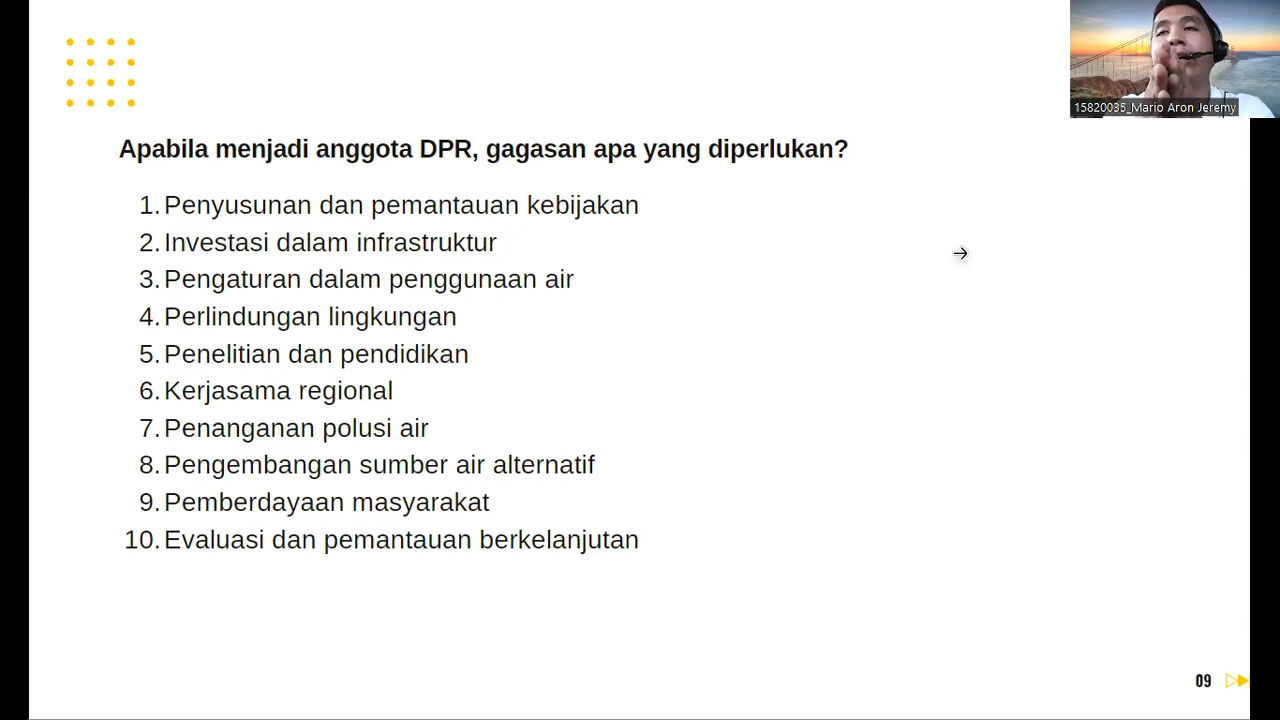 15820035_Mario Aron Jeremy
Apabila menjadi anggota DPR, gagasan apa yang diperlukan?
1. Penyusunan dan pemantauan kebijakan
2. Investasi dalam infrastruktur
3. Pengaturan dalam penggunaan air
4. Perlindungan lingkungan
5. Penelitian dan pendidikan
6. Kerjasama regional
7. Penanganan polusi air
8. Pengembangan sumber air alternatif
9. Pemberdayaan masyarakat
10. Evaluasi dan pemantauan berkelanjutan
09